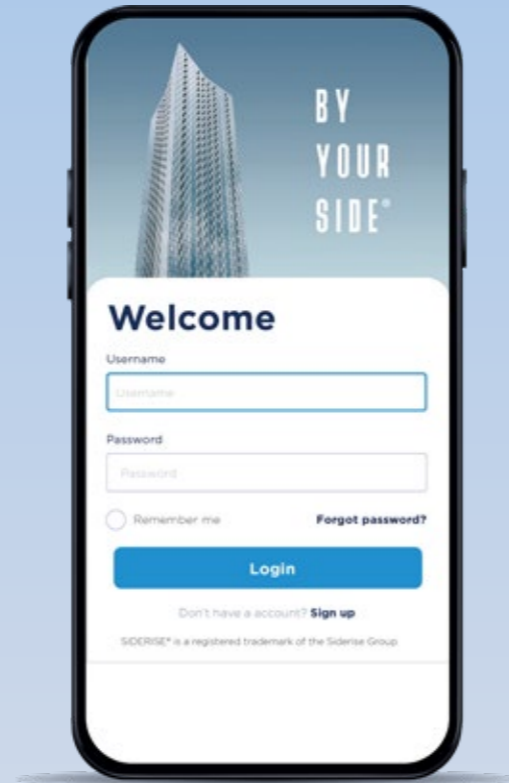 BY
YOUR
SIDE®
Welcome
Username
Username
Password
Password
Remember me
Forgot password?
Login
Don't have a account? Sign up
SIDERISE® is a registered trademark of the Siderise Group